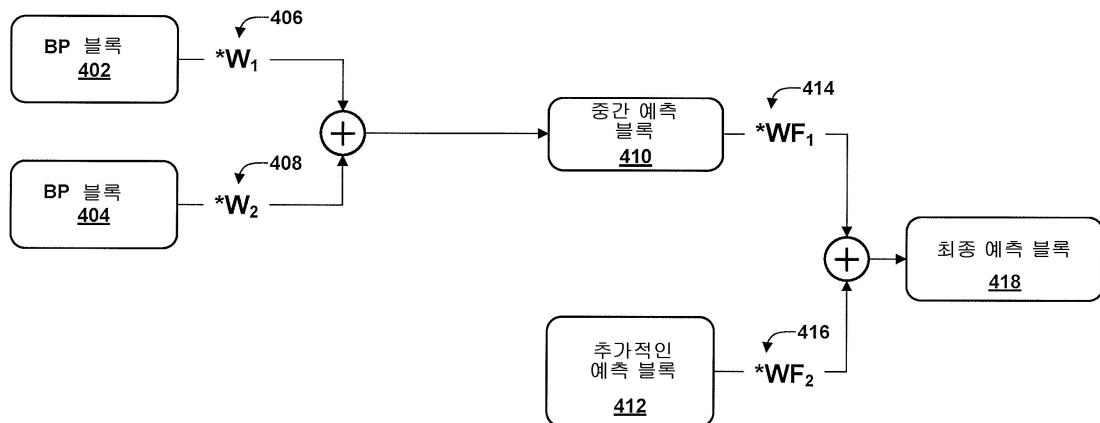 BP 블록
402
406
*W₁
BP 블록
404
408
*W₂
중간 예측
블록
410
414
*WF₁
추가적인
예측 블록
412
416
*WF₂
최종 예측 블록
418